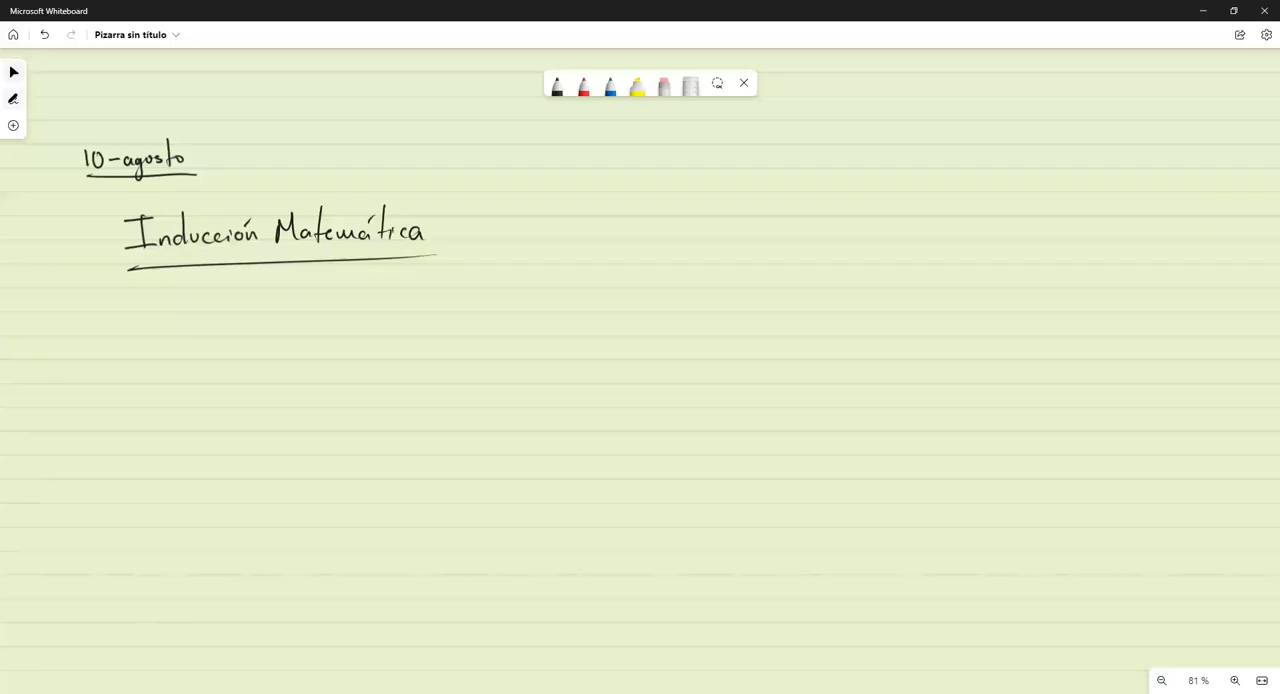 Microsoft Whiteboard
Pizarra sin título
10-agosto
Inducción Matemática
81 %